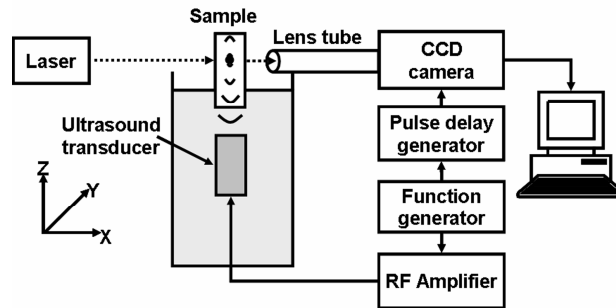 Sample
Laser
Lens tube
CCD
camera
Ultrasound
transducer
Pulse delay
generator
Z
Y
X
Function
generator
RF Amplifier